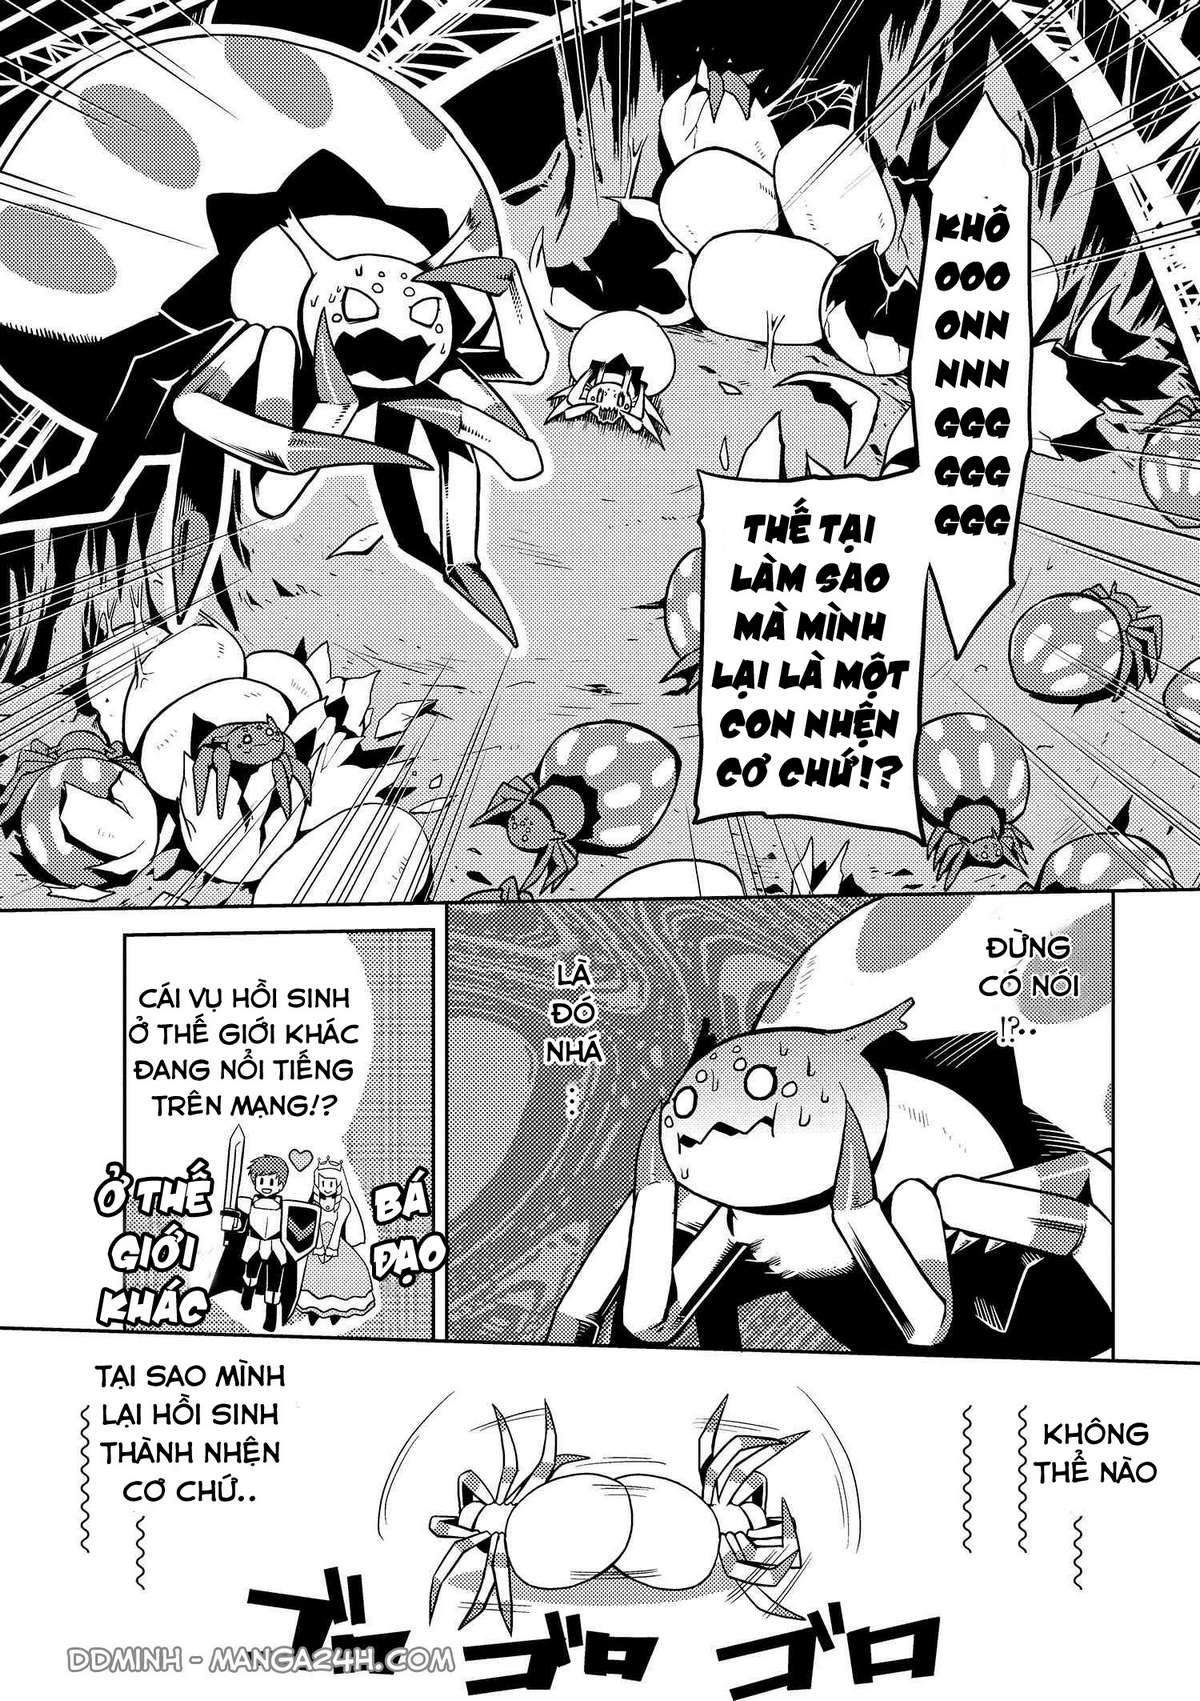 KHÔ
OOO
ONN
NNN
GGG
GGG
GGG
THẾ TẠI
LÀM SAO
MÀ MÌNH
LẠI LÀ MỘT
CON NHỆN
CƠ CHỨ!?
ĐỪNG
CÓ NÓI
!?..
LÀ
ĐÓ
NHÁ
...
CÁI VỤ HỒI SINH
Ở THẾ GIỚI KHÁC
ĐANG NỔI TIẾNG
TRÊN MẠNG!?
BÁ
ĐẠO
Ở THẾ
GIỚI
KHÁC
KHÔNG
THỂ NÀO
TẠI SAO MÌNH
LẠI HỒI SINH
THÀNH NHỆN
CƠ CHỨ..
ズーン ゴロ ゴロ
DDMINH - MANGA24H.COM